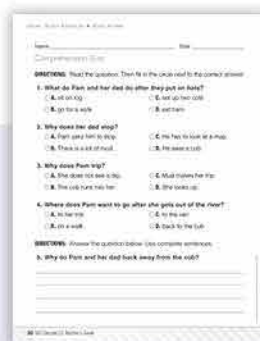 Name Date
Comprehension Quiz
DIRECTIONS: Read the question. Then fill in the circle next to the correct answer.
1. What do Pam and her dad do after they put on hats?
A. sit on log C. set up two cots
B. go for a walk D. eat ham
2. Why does her dad stop?
A. Pam yells him to stop. C. He has to look at a map.
B. There is a lot of mud. D. He sees a cub.
3. Why does Pam trip?
A. She does not see a log. C. Mud makes her trip.
B. The cub runs into her. D. She looks up.
4. Where does Pam want to go after she gets out of the river?
A. to her tent C. to the van
B. on a walk D. back to the cub
DIRECTIONS: Answer the question below. Use complete sentences.
5. Why do Pam and her dad back away from the cub?